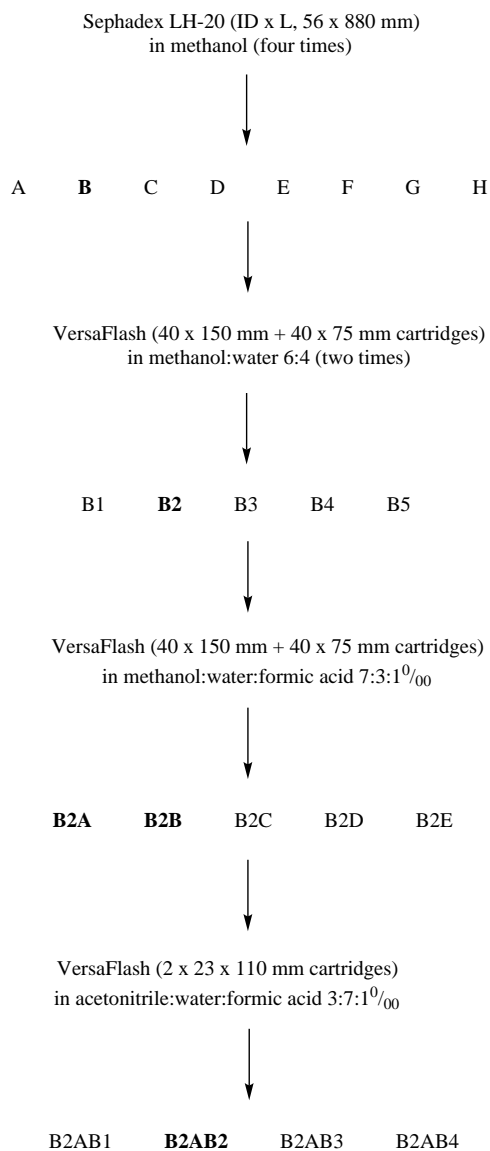 Sephadex LH-20 (ID x L, 56 x 880 mm)
in methanol (four times)
A B C D E F G H
VersaFlash (40 x 150 mm + 40 x 75 mm cartridges)
in methanol:water 6:4 (two times)
B1 B2 B3 B4 B5
VersaFlash (40 x 150 mm + 40 x 75 mm cartridges)
in methanol:water:formic acid 7:3:1⁰/₀₀
B2A B2B B2C B2D B2E
VersaFlash (2 x 23 x 110 mm cartridges)
in acetonitrile:water:formic acid 3:7:1⁰/₀₀
B2AB1 B2AB2 B2AB3 B2AB4